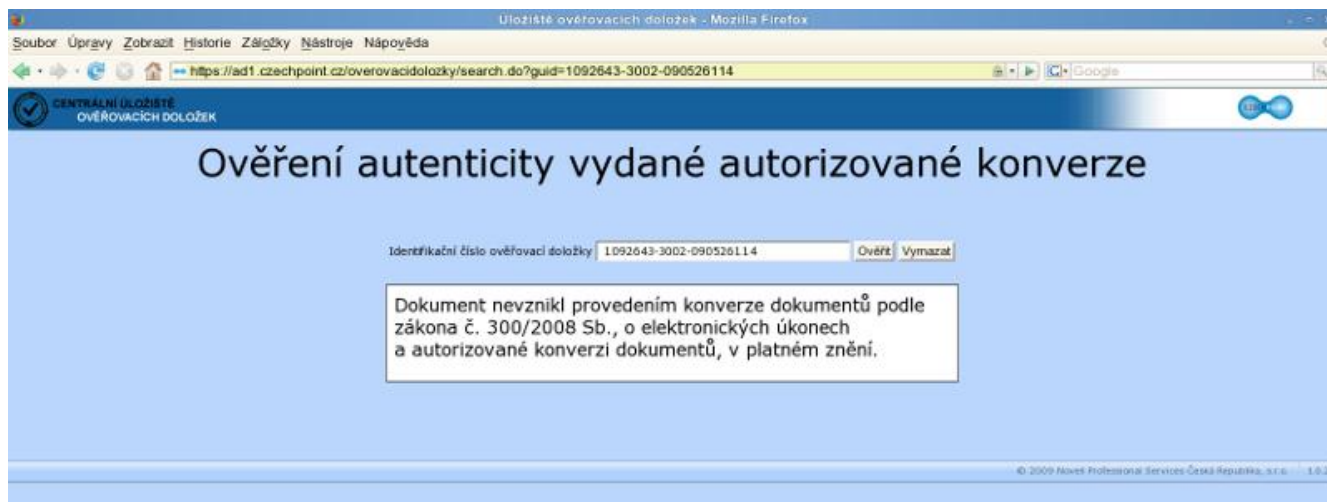 Uložiště ověřovacích doložek - Mozilla Firefox
Soubor Úpravy Zobrazit Historie Záložky Nástroje Nápověda
https://ad1.czechpoint.cz/overovacidolozky/search.do?guid=1092643-3002-090526114
Google
CENTRÁLNÍ ÚLOŽIŠTĚ
OVĚŘOVACÍCH DOLOŽEK
Ověření autenticity vydané autorizované konverze
Identifikační číslo ověřovací doložky 1092643-3002-090526114 Ověřit Vymazat
Dokument nevznikl provedením konverze dokumentů podle
zákona č. 300/2008 Sb., o elektronických úkonech
a autorizované konverzi dokumentů, v platném znění.
© 2009 Novell Professional Services Česká Republika, s.r.o.